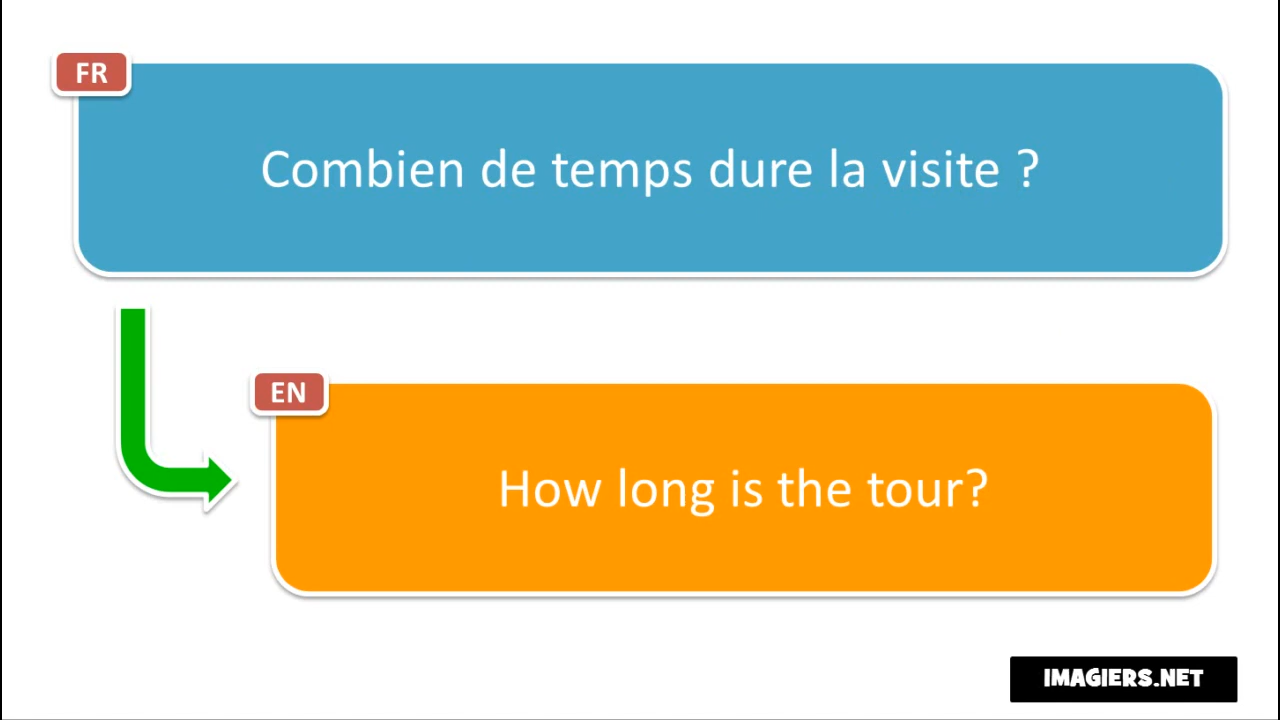 FR
Combien de temps dure la visite ?
EN
How long is the tour?
IMAGIERS.NET